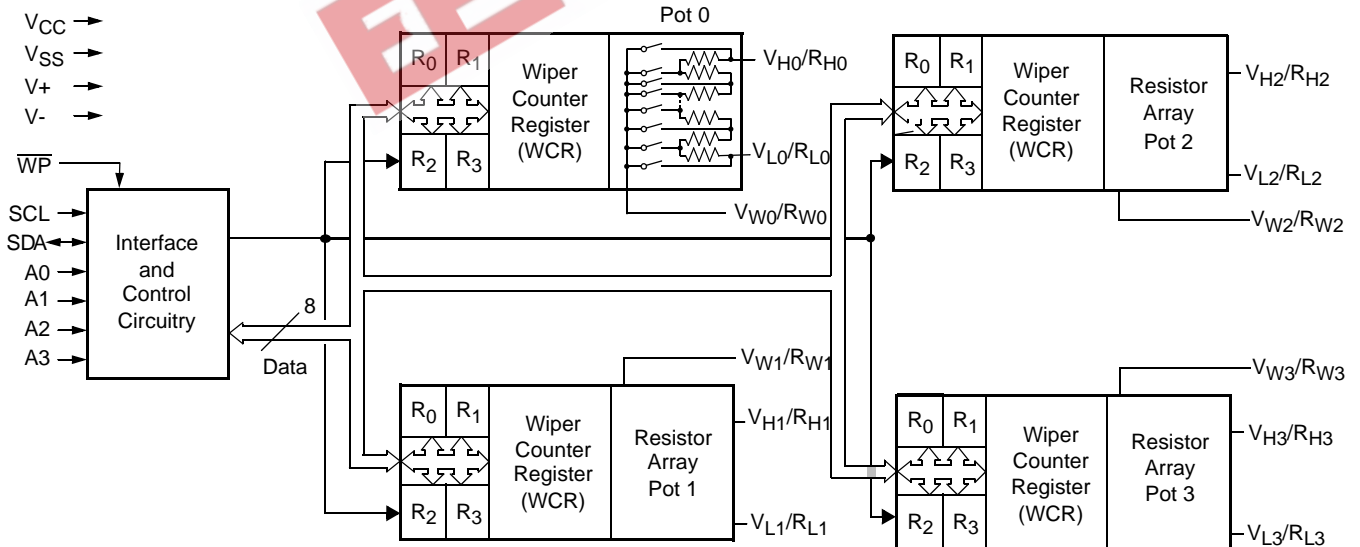 VCC
VSS
V+
V-
WP
SCL
SDA
A0
A1
A2
A3
Interface
and
Control
Circuitry
8
Data
Pot 0
R0 R1
R2 R3
Wiper
Counter
Register
(WCR)
VH0/RH0
VL0/RL0
VW0/RW0
R0 R1
R2 R3
Wiper
Counter
Register
(WCR)
Resistor
Array
Pot 2
VH2/RH2
VL2/RL2
VW2/RW2
VW1/RW1
R0 R1
R2 R3
Wiper
Counter
Register
(WCR)
Resistor
Array
Pot 1
VH1/RH1
VL1/RL1
VW3/RW3
R0 R1
R2 R3
Wiper
Counter
Register
(WCR)
Resistor
Array
Pot 3
VH3/RH3
VL3/RL3